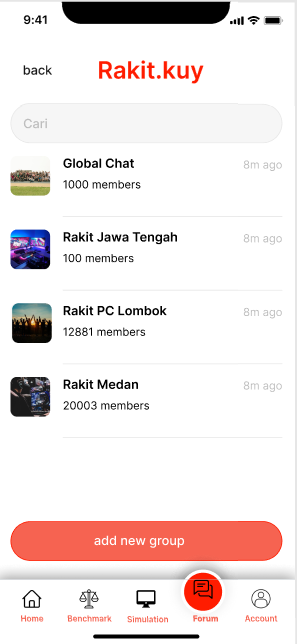 9:41
back Rakit.kuy
Cari
Global Chat 8m ago
1000 members
Rakit Jawa Tengah 8m ago
100 members
Rakit PC Lombok 8m ago
12881 members
Rakit Medan 8m ago
20003 members
add new group
Home Benchmark Simulation Forum Account